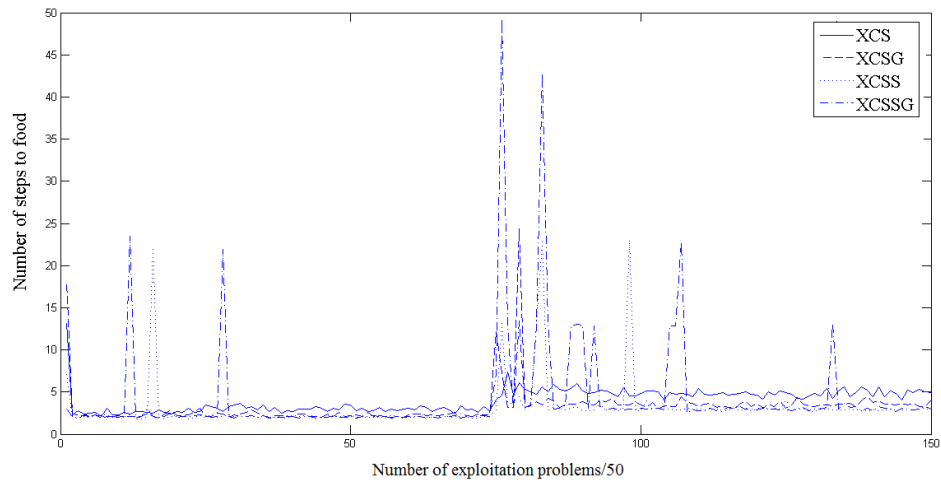 50
45
40
35
30
25
20
15
10
5
0
Number of steps to food
XCS
XCSG
XCSS
XCSSG
0
50
100
150
Number of exploitation problems/50